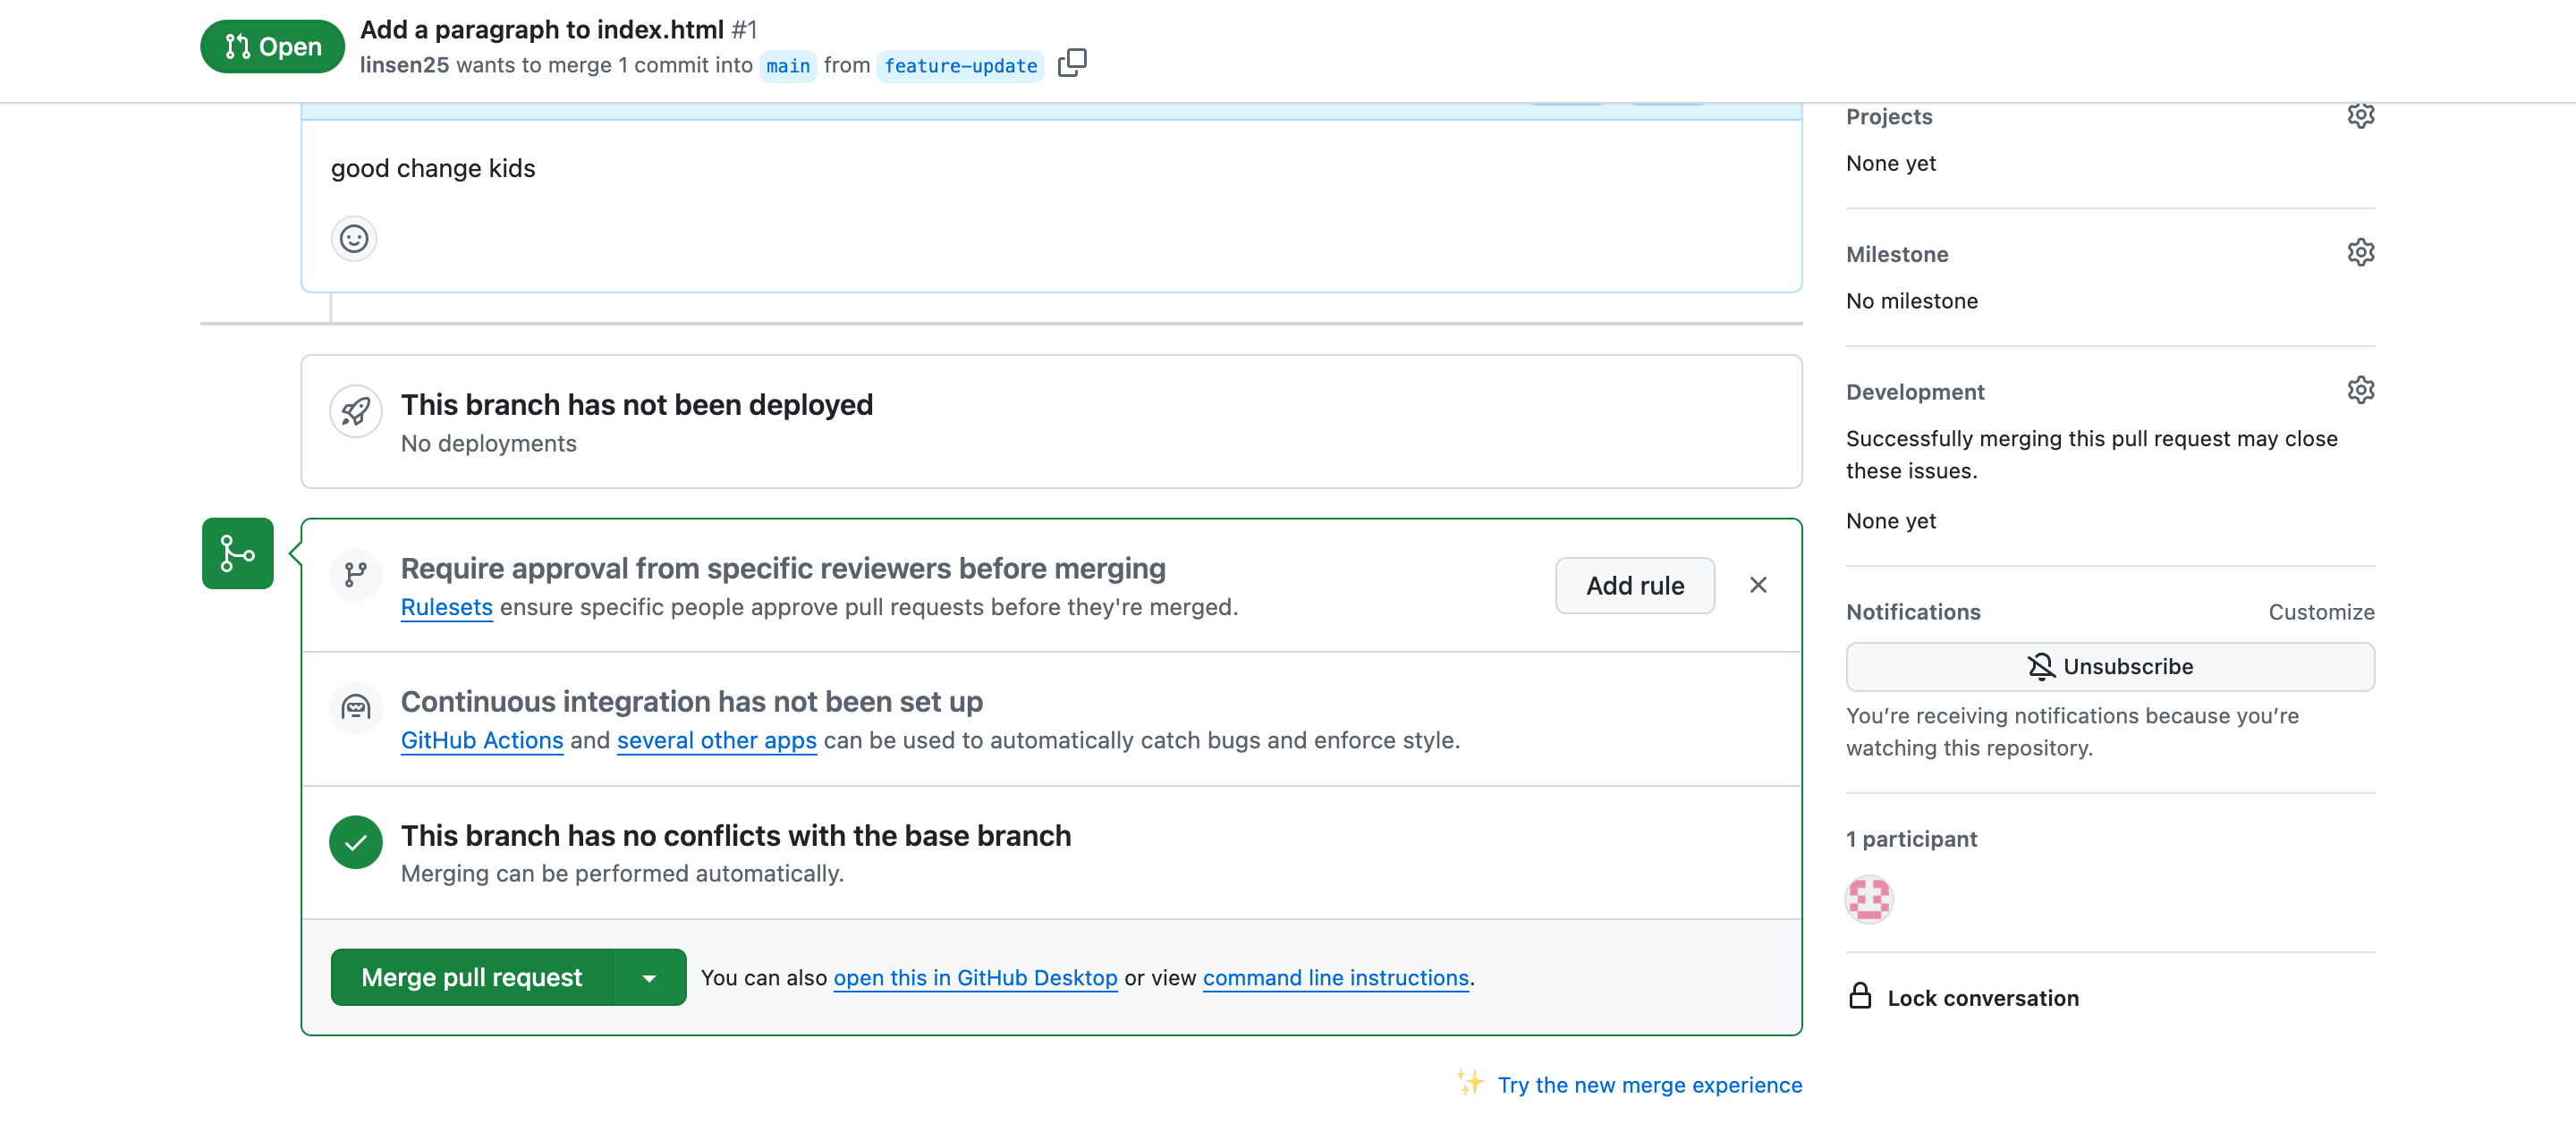 Open
Add a paragraph to index.html #1
linsen25 wants to merge 1 commit into main from feature-update
good change kids
This branch has not been deployed
No deployments
Require approval from specific reviewers before merging
Rulesets ensure specific people approve pull requests before they're merged.
Add rule
Continuous integration has not been set up
GitHub Actions and several other apps can be used to automatically catch bugs and enforce style.
This branch has no conflicts with the base branch
Merging can be performed automatically.
Merge pull request
You can also open this in GitHub Desktop or view command line instructions.
Try the new merge experience
Projects
None yet
Milestone
No milestone
Development
Successfully merging this pull request may close
these issues.
None yet
Notifications
Customize
Unsubscribe
You’re receiving notifications because you’re
watching this repository.
1 participant
Lock conversation